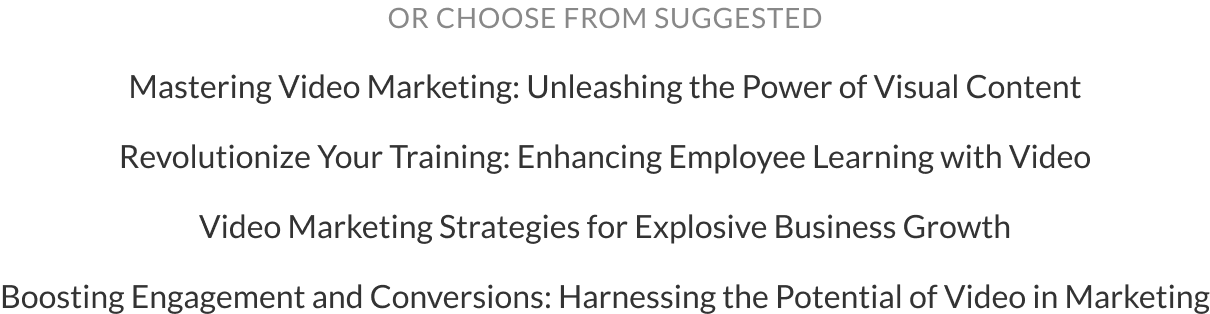 OR CHOOSE FROM SUGGESTED
Mastering Video Marketing: Unleashing the Power of Visual Content
Revolutionize Your Training: Enhancing Employee Learning with Video
Video Marketing Strategies for Explosive Business Growth
Boosting Engagement and Conversions: Harnessing the Potential of Video in Marketing